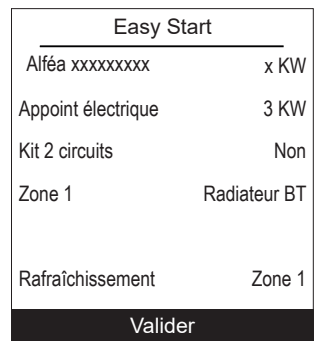 Easy Start
Alféa xxxxxxxxx x KW
Appoint électrique 3 KW
Kit 2 circuits Non
Zone 1 Radiateur BT
Rafraîchissement Zone 1
Valider